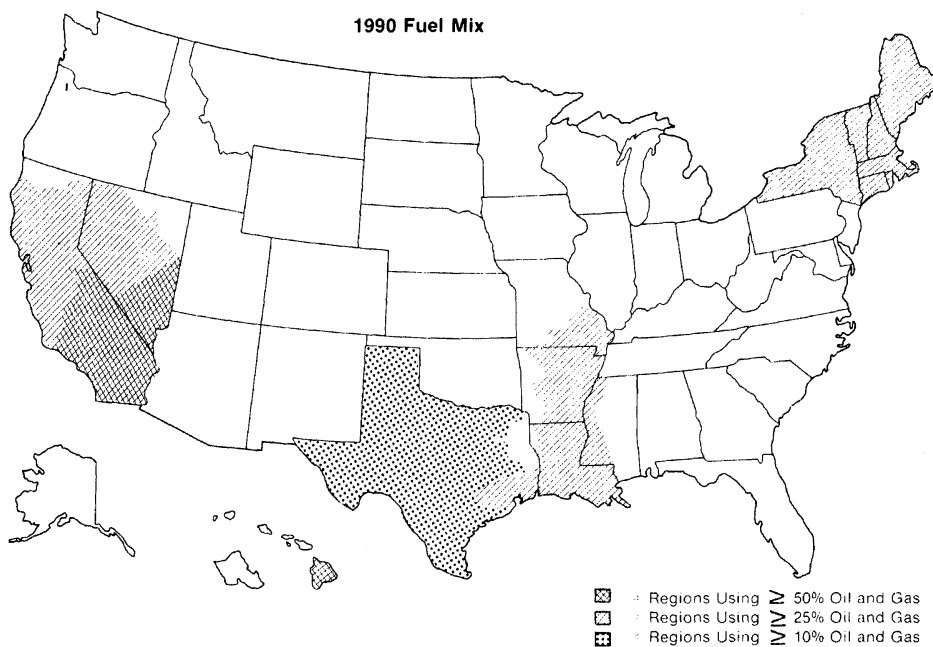 1990 Fuel Mix
= Regions Using ≥ 50% Oil and Gas
= Regions Using ≥ 25% Oil and Gas
= Regions Using ≥ 10% Oil and Gas